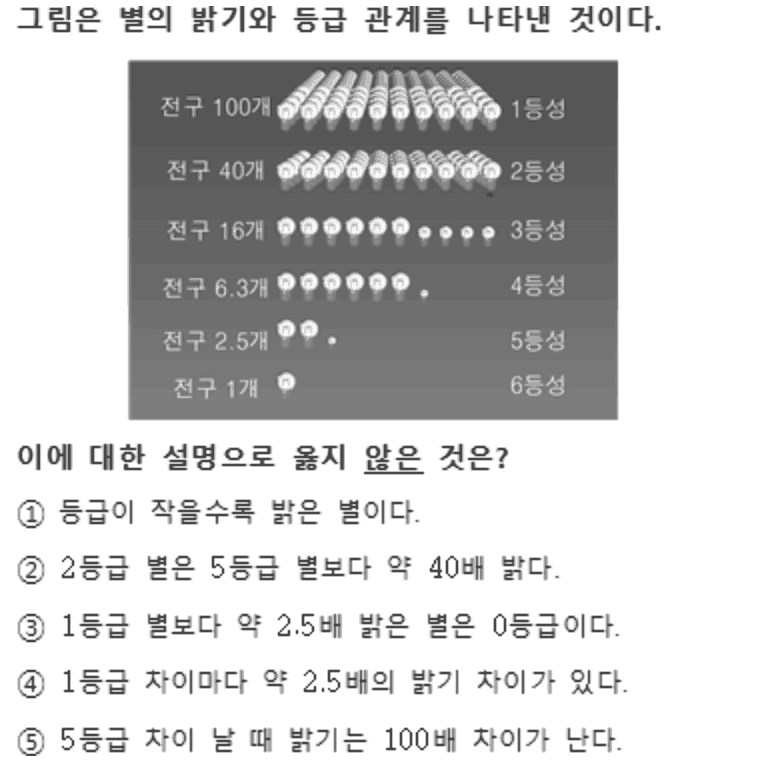 그림은 별의 밝기와 등급 관계를 나타낸 것이다.
전구 100개 1등성
전구 40개 2등성
전구 16개 3등성
전구 6.3개 4등성
전구 2.5개 5등성
전구 1개 6등성
이에 대한 설명으로 옳지 않은 것은?
① 등급이 작을수록 밝은 별이다.
② 2등급 별은 5등급 별보다 약 40배 밝다.
③ 1등급 별보다 약 2.5배 밝은 별은 0등급이다.
④ 1등급 차이마다 약 2.5배의 밝기 차이가 있다.
⑤ 5등급 차이 날 때 밝기는 100배 차이가 난다.